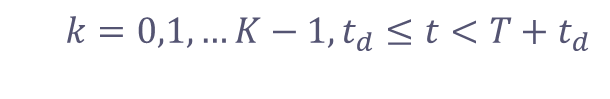 k = 0,1, … K − 1, t_d ≤ t < T + t_d